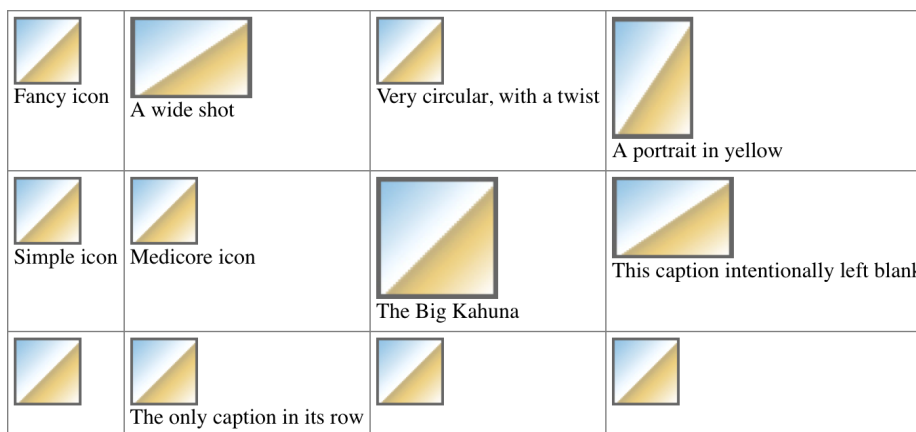 Fancy icon
A wide shot
Very circular, with a twist
A portrait in yellow
Simple icon
Medicore icon
The Big Kahuna
This caption intentionally left blank
The only caption in its row